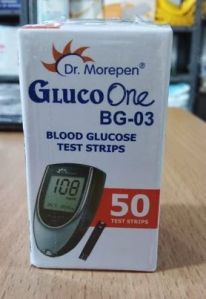 Dr. Morepen®
GLUCO One
BG-03
BLOOD GLUCOSE
TEST STRIPS
108
50
TEST STRIPS